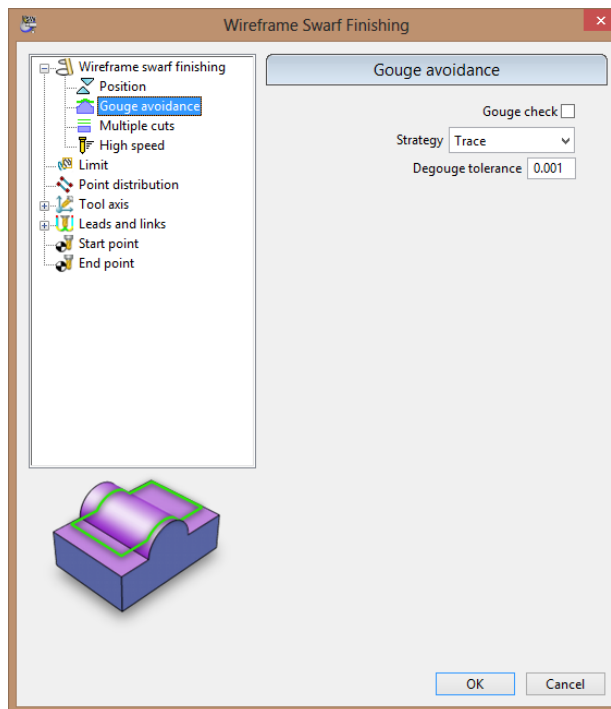 Wireframe Swarf Finishing
Wireframe swarf finishing
Position
Gouge avoidance
Multiple cuts
High speed
Limit
Point distribution
Tool axis
Leads and links
Start point
End point
Gouge avoidance
Gouge check
Strategy Trace
Degouge tolerance 0.001
OK Cancel